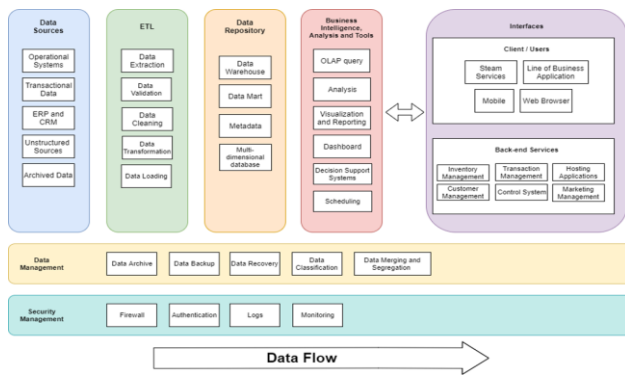 Data
Sources
Operational
Systems
Transactional
Data
ERP and
CRM
Unstructured
Sources
Archived Data
ETL
Data
Extraction
Data
Validation
Data
Cleaning
Data
Transformation
Data Loading
Data
Repository
Data
Warehouse
Data Mart
Metadata
Multi-
dimensional
database
Business
Intelligence,
Analysis and Tools
OLAP query
Analysis
Visualization
and Reporting
Dashboard
Decision Support
Systems
Scheduling
Interfaces
Client / Users
Steam
Services
Line of Business
Application
Mobile
Web Browser
Back-end Services
Inventory
Management
Transaction
Management
Hosting
Applications
Customer
Management
Control System
Marketing
Management
Data
Management
Data Archive
Data Backup
Data Recovery
Data
Classification
Data Merging and
Segregation
Security
Management
Firewall
Authentication
Logs
Monitoring
Data Flow